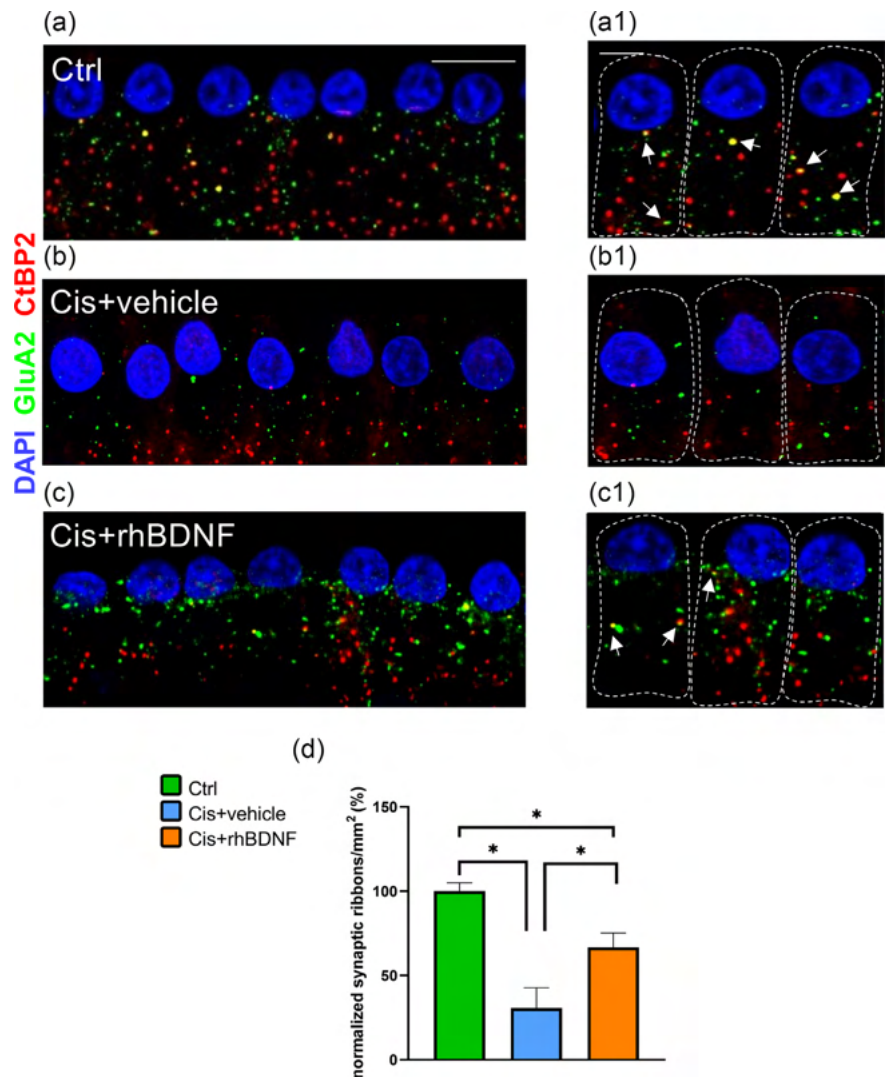 (a)
(a1)
Ctrl
(b)
(b1)
Cis+vehicle
(c)
(c1)
Cis+rhBDNF
DAPI GluA2 CtBP2
(d)
Ctrl
Cis+vehicle
Cis+rhBDNF
normalized synaptic ribbons/mm² (%)
150
100
50
0
*
*
*